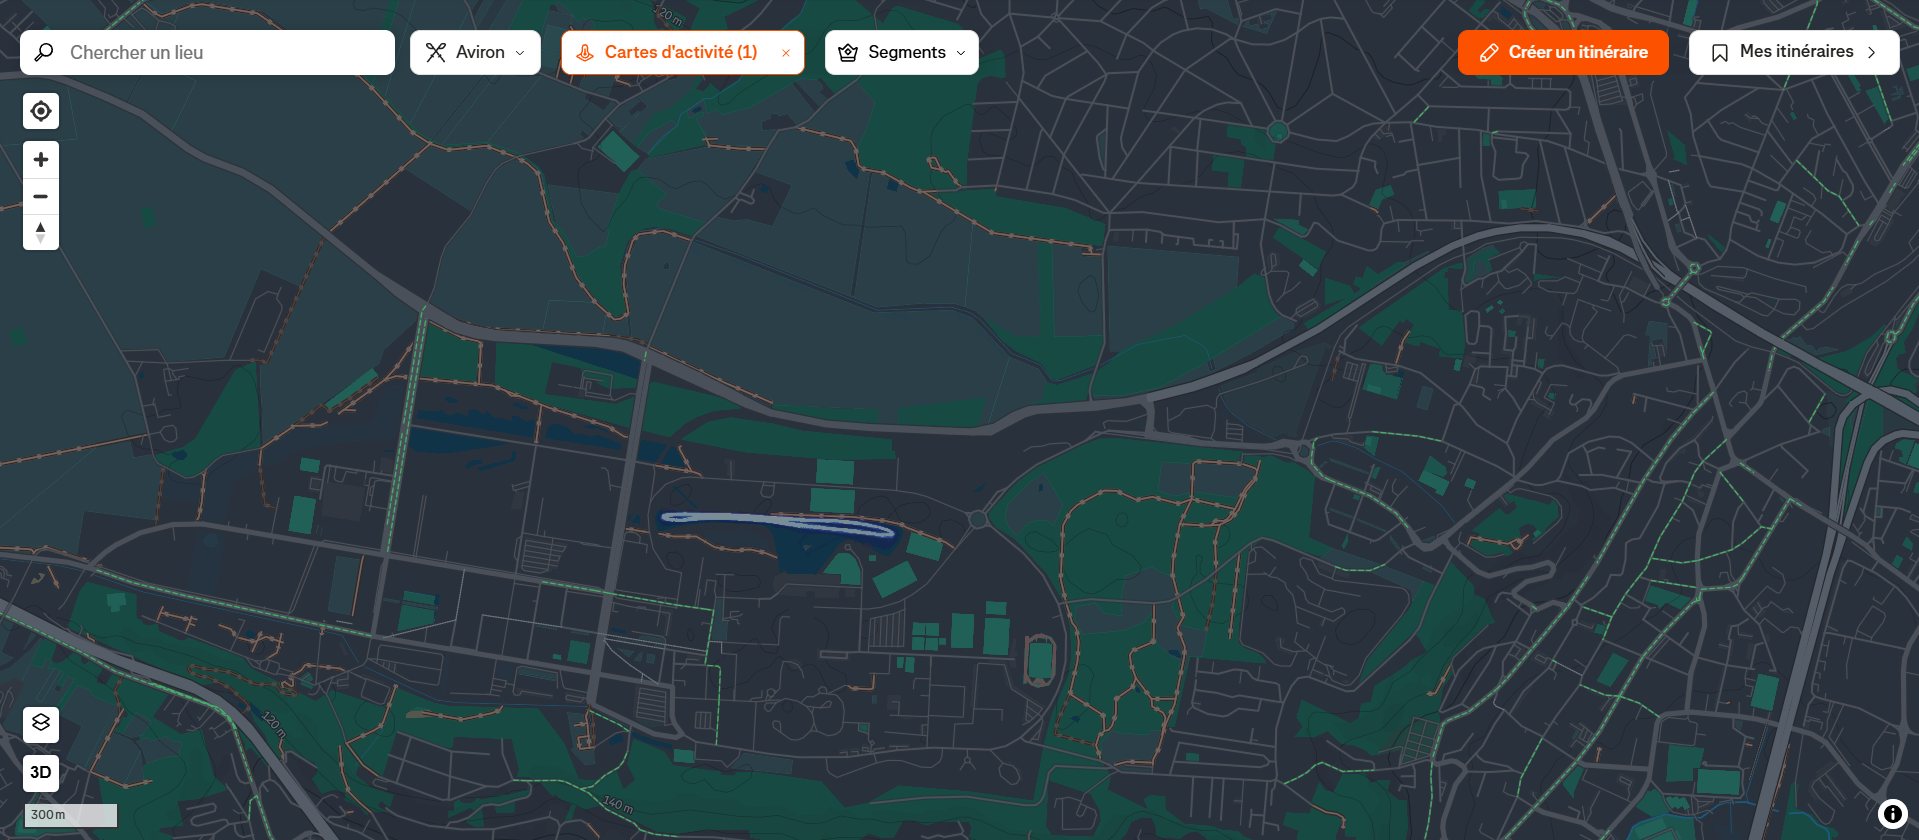 120 m
Chercher un lieu
Aviron
Cartes d'activité (1)
×
Segments
Créer un itinéraire
Mes itinéraires
3D
120 m
140 m
300 m